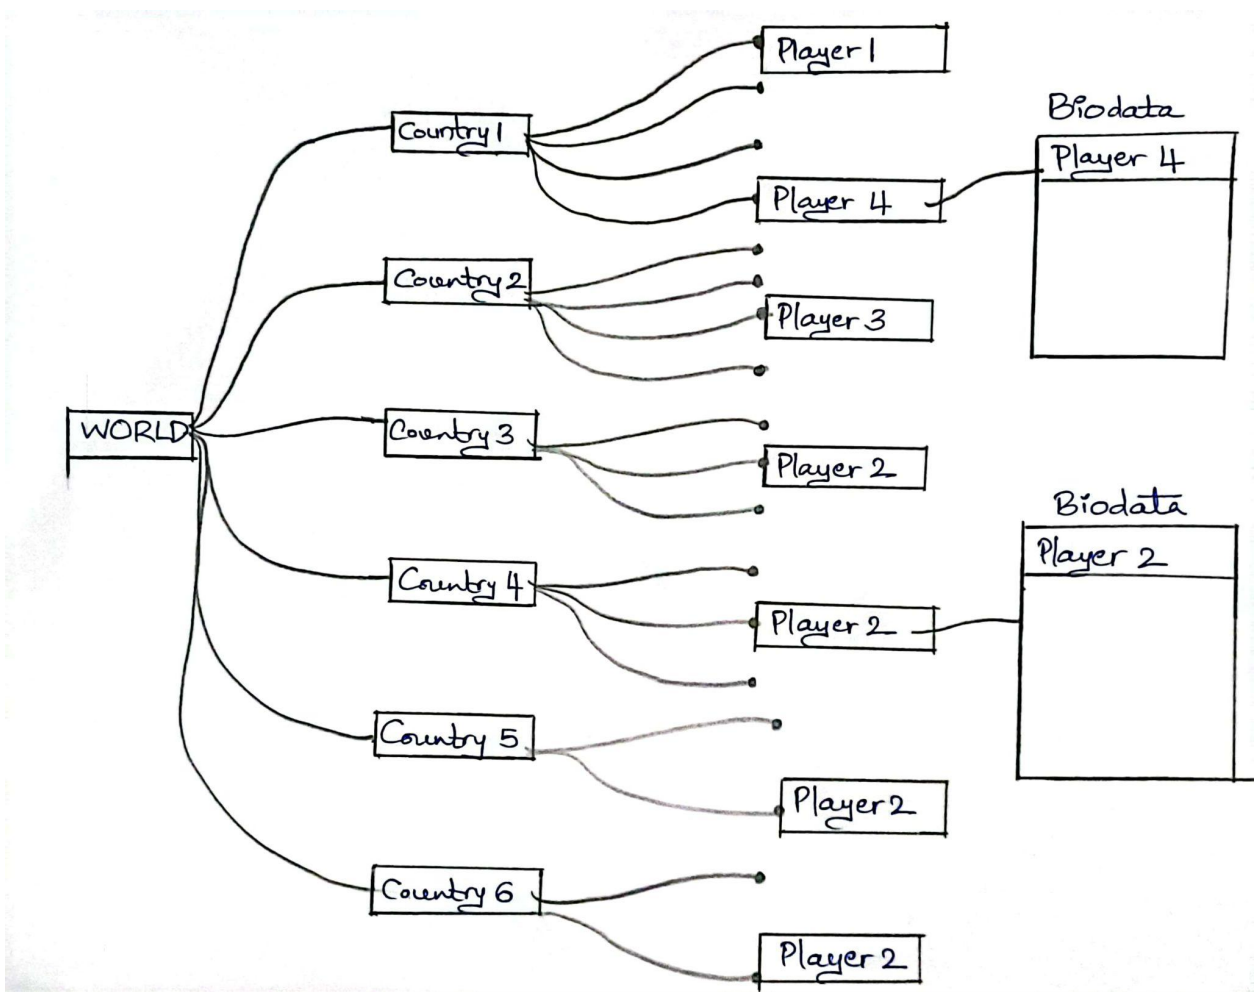 Player 1
Biodata
Country 1
Player 4
Player 4
Country 2
Player 3
WORLD
Country 3
Player 2
Biodata
Player 2
Country 4
Player 2
Country 5
Player 2
Country 6
Player 2